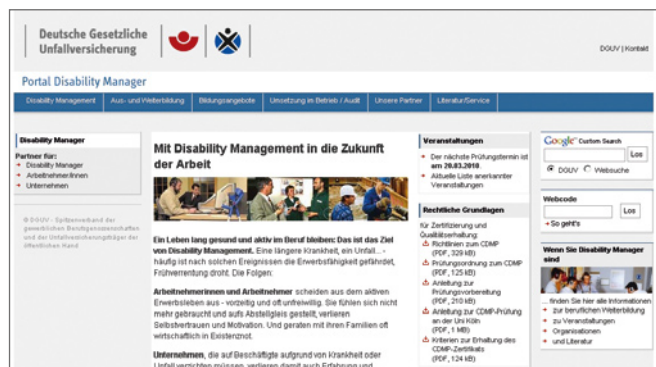 Deutsche Gesetzliche
Unfallversicherung
DGUV | Kontakt
Portal Disability Manager
Disability Management
Aus- und Weiterbildung
Bildungsangebote
Umsetzung im Betrieb / Audit
Unsere Partner
Literatur/Service
Disability Manager
Partner für:
Disability Manager
Arbeitnehmer/innen
Unternehmen
© DGUV - Spitzenverband der
gewerblichen Berufsgenossenschaften
und der Unfallversicherungsträger der
öffentlichen Hand
Mit Disability Management in die Zukunft
der Arbeit
Ein Leben lang gesund und aktiv im Beruf bleiben: Das ist das Ziel
von Disability Management. Eine längere Krankheit, ein Unfall... -
häufig ist nach solchen Ereignissen die Erwerbsfähigkeit gefährdet,
Frühverrentung droht. Die Folgen:
Arbeitnehmerinnen und Arbeitnehmer scheiden aus dem aktiven
Erwerbsleben aus - vorzeitig und oft unfreiwillig. Sie fühlen sich nicht
mehr gebraucht und aufs Abstellgleis gestellt, verlieren
Selbstvertrauen und Motivation. Und geraten mit ihren Familien oft
wirtschaftlich in Existenznot.
Unternehmen, die auf Beschäftigte aufgrund von Krankheit oder
Unfall verzichten müssen, verlieren damit auch Erfahrung und
Veranstaltungen
Der nächste Prüfungstermin ist
am 20.03.2010.
Aktuelle Liste anerkannter
Veranstaltungen
Rechtliche Grundlagen
für Zertifizierung und
Qualitätserhaltung:
Richtlinien zum CDMP
(PDF, 329 kB)
Prüfungsordnung zum CDMP
(PDF, 125 kB)
Anleitung zur
Prüfungsvorbereitung
(PDF, 210 kB)
Anleitung zur CDMP-Prüfung
an der Uni Köln
(PDF, 1 MB)
Kriterien zur Erhaltung des
CDMP-Zertifikats
(PDF, 124 kB)
Google™ Custom Search
Los
DGUV
Websuche
Webcode
Los
So geht's
Wenn Sie Disability Manager
sind
... finden Sie hier alle Informationen
zur beruflichen Weiterbildung
zu Veranstaltungen
Organisationen
und Literatur